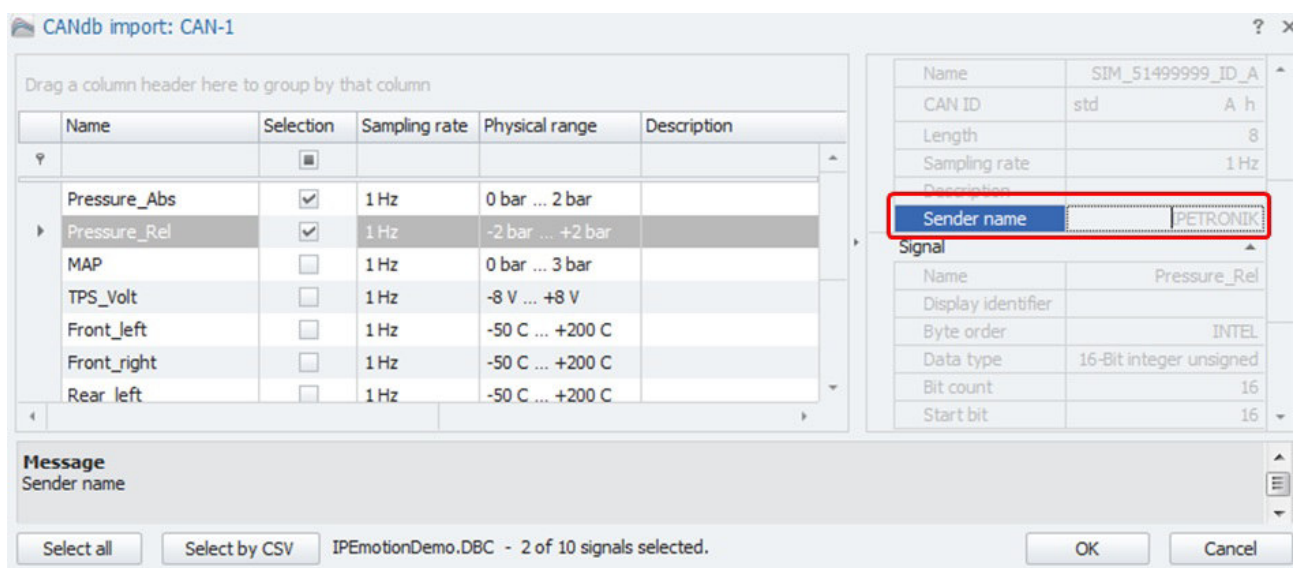 CANdb import: CAN-1 ? ×
Drag a column header here to group by that column
Name Selection Sampling rate Physical range Description
Pressure_Abs 1 Hz 0 bar ... 2 bar
Pressure_Rel 1 Hz -2 bar ... +2 bar
MAP 1 Hz 0 bar ... 3 bar
TPS_Volt 1 Hz -8 V ... +8 V
Front_left 1 Hz -50 C ... +200 C
Front_right 1 Hz -50 C ... +200 C
Rear_left 1 Hz -50 C ... +200 C
Name SIM_51499999_ID_A
CAN ID std A h
Length 8
Sampling rate 1 Hz
Description
Sender name IPETRONIK
Signal
Name Pressure_Rel
Display identifier
Byte order INTEL
Data type 16-Bit integer unsigned
Bit count 16
Start bit 16
Message
Sender name
Select all Select by CSV IPEmotionDemo.DBC - 2 of 10 signals selected. OK Cancel